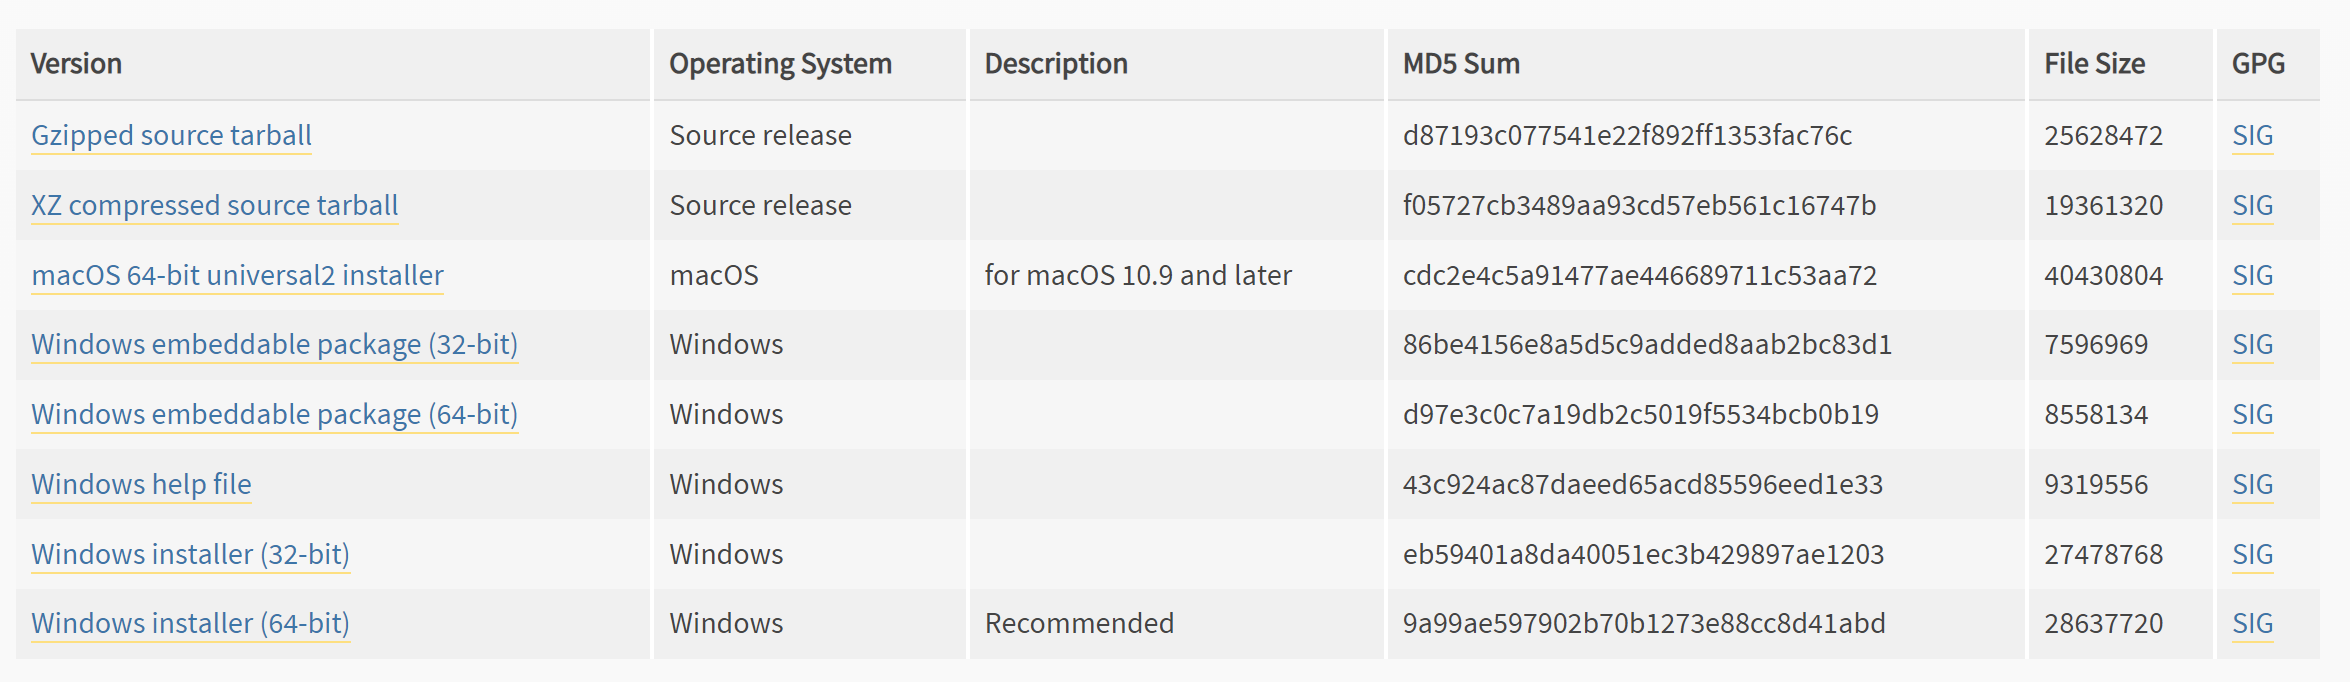 Version Operating System Description MD5 Sum File Size GPG
Gzipped source tarball Source release d87193c077541e22f892ff1353fac76c 25628472 SIG
XZ compressed source tarball Source release f05727cb3489aa93cd57eb561c16747b 19361320 SIG
macOS 64-bit universal2 installer macOS for macOS 10.9 and later cdc2e4c5a91477ae446689711c53aa72 40430804 SIG
Windows embeddable package (32-bit) Windows 86be4156e8a5d5c9added8aab2bc83d1 7596969 SIG
Windows embeddable package (64-bit) Windows d97e3c0c7a19db2c5019f5534bcb0b19 8558134 SIG
Windows help file Windows 43c924ac87daeed65acd85596eed1e33 9319556 SIG
Windows installer (32-bit) Windows eb59401a8da40051ec3b429897ae1203 27478768 SIG
Windows installer (64-bit) Windows Recommended 9a99ae597902b70b1273e88cc8d41abd 28637720 SIG